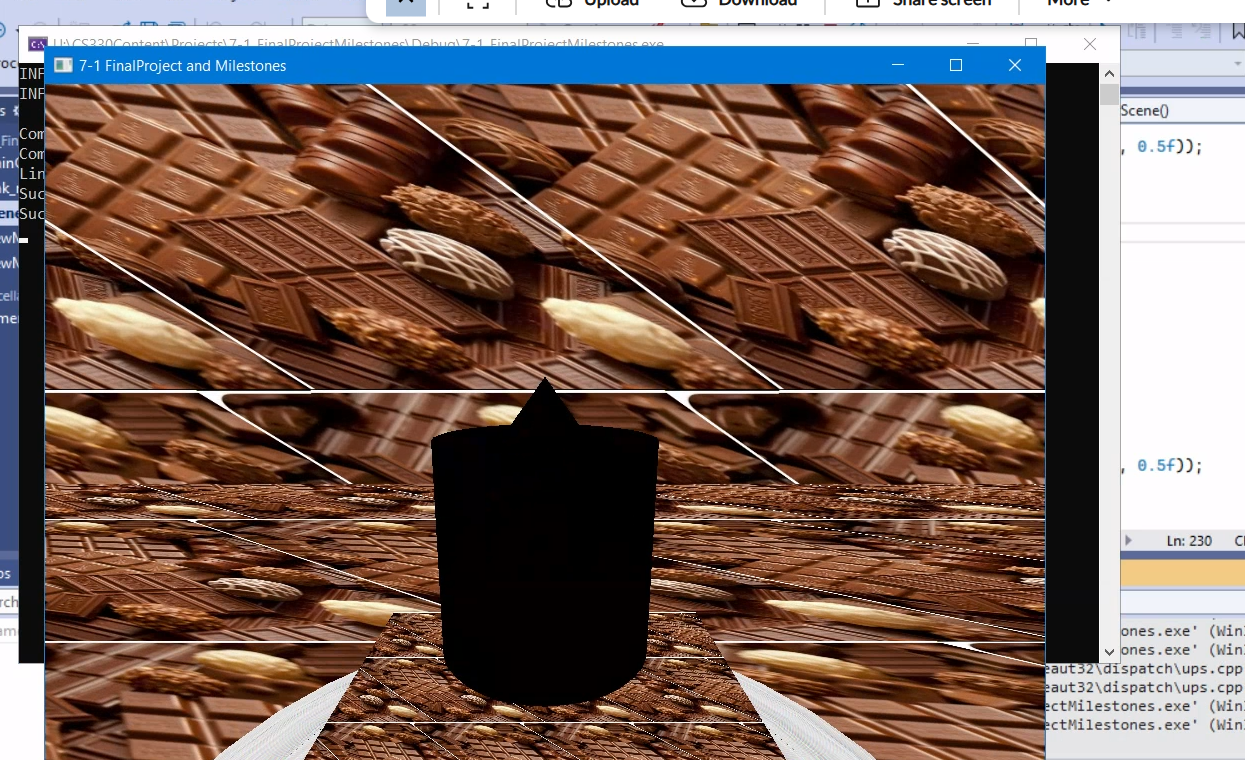 Upload Download Share screen More
U:\CS330Content\Projects\7-1_FinalProjectMilestones\Debug\7-1_FinalProjectMilestones.exe
7-1 FinalProject and Milestones
INF
INF
Com
Com
Lin
Suc
Suc
Scene()
, 0.5f));
, 0.5f));
Ln: 230
ones.exe' (Win
ones.exe' (Win
eaut32\dispatch\ups.cpp
eaut32\dispatch\ups.cpp
ectMilestones.exe' (Win
ectMilestones.exe' (Win